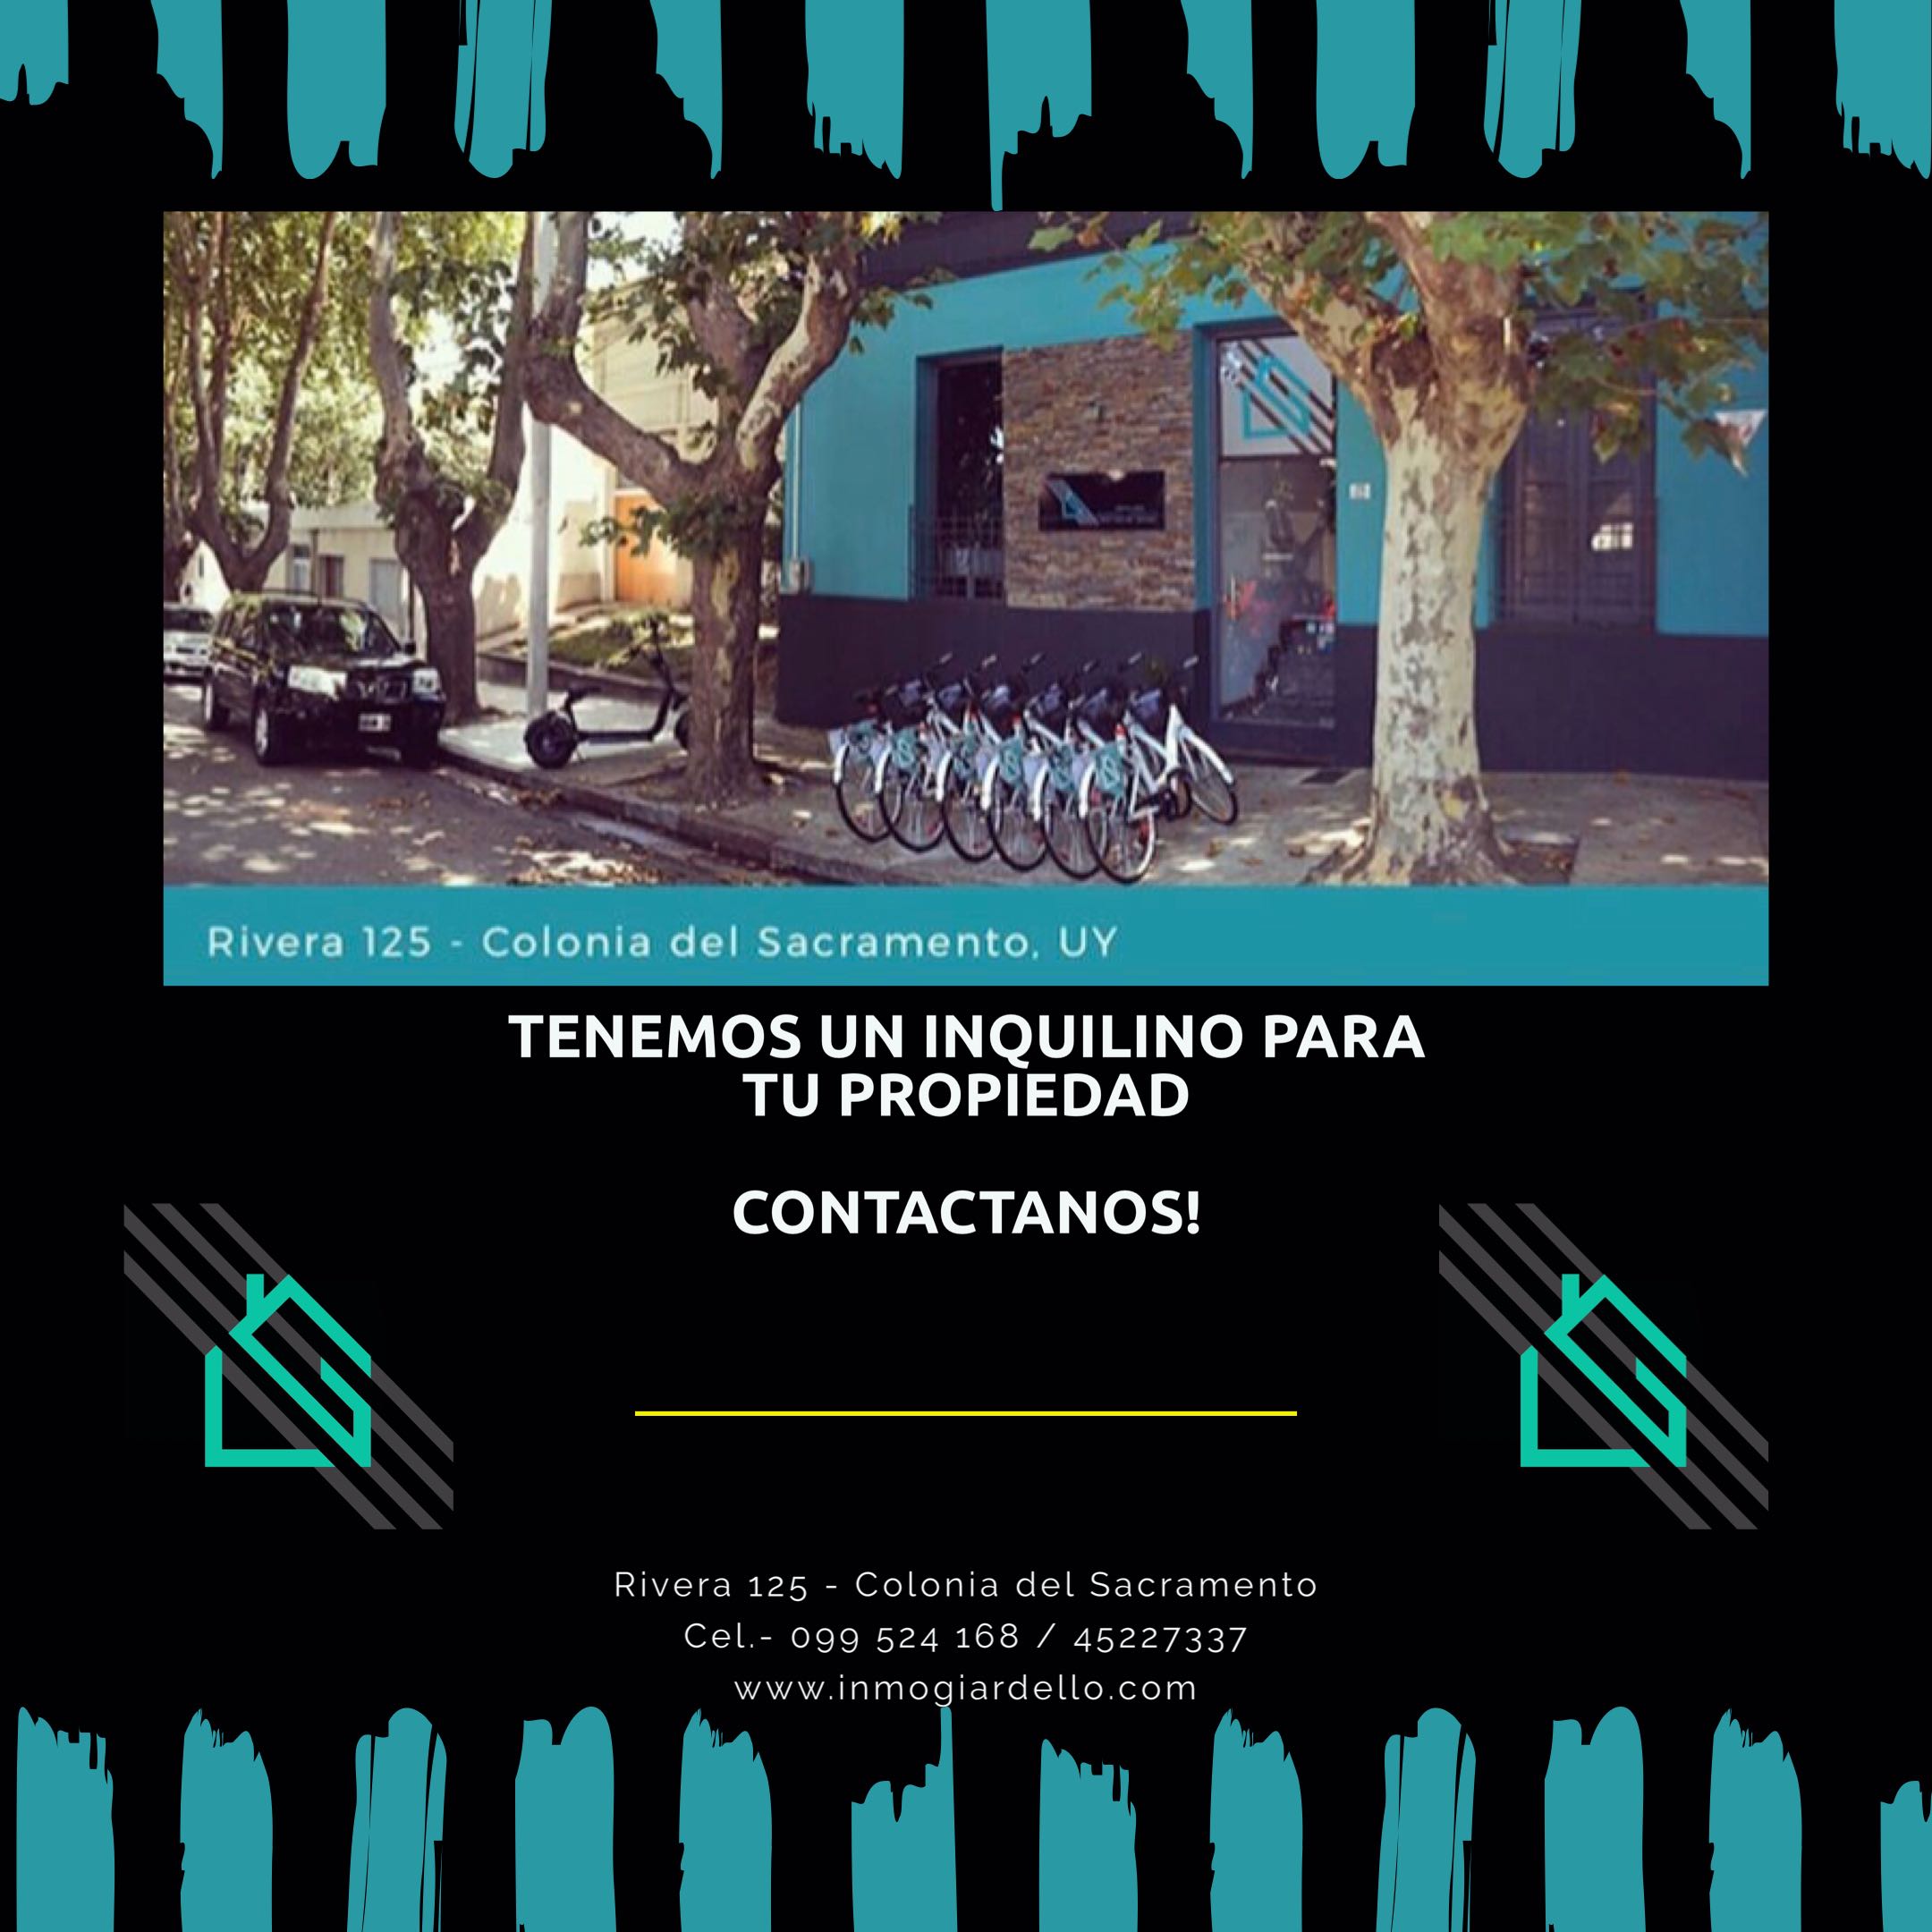 Rivera 125 - Colonia del Sacramento, UY
TENEMOS UN INQUILINO PARA
TU PROPIEDAD
CONTACTANOS!
Rivera 125 - Colonia del Sacramento
Cel.- 099 524 168 / 45227337
www.inmogiardello.com